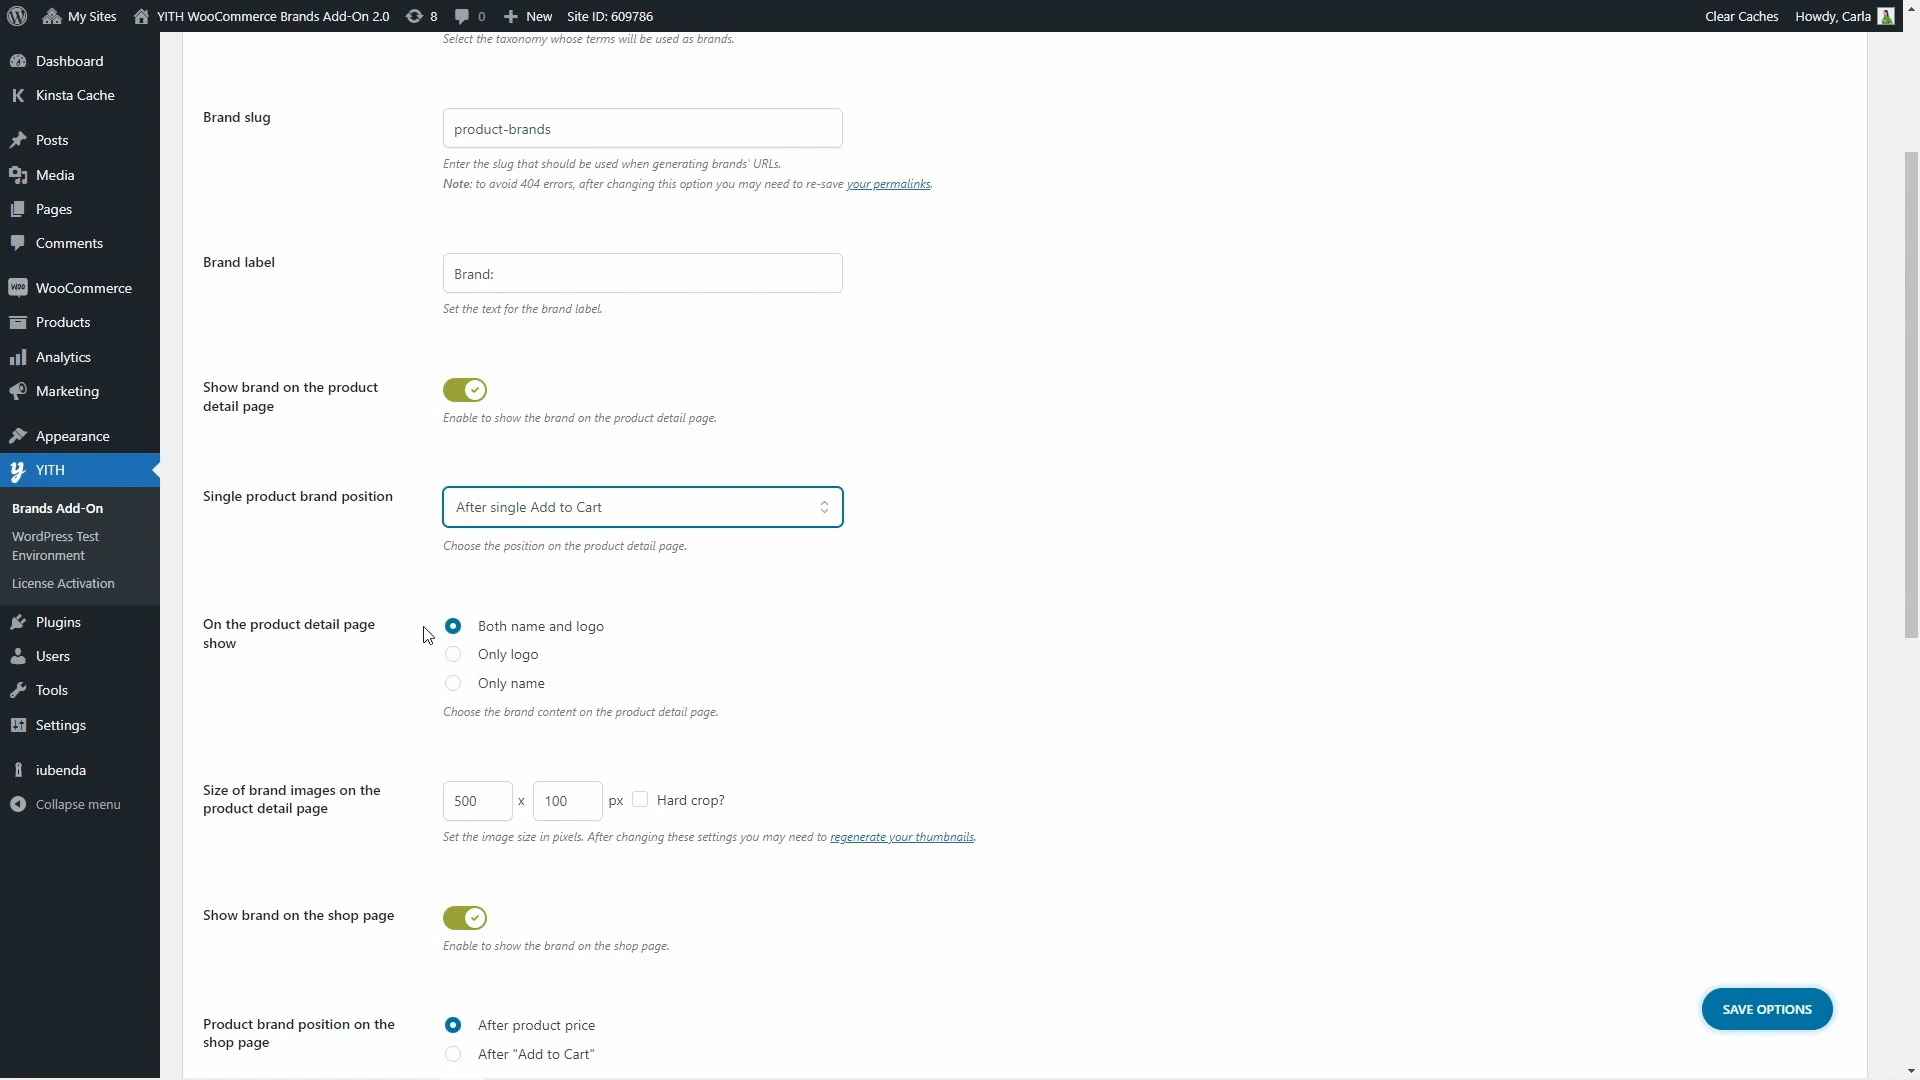 My Sites
YITH WooCommerce Brands Add-On 2.0
8
0
New
Site ID: 609786
Clear Caches
Howdy, Carla
Dashboard
Kinsta Cache
Posts
Media
Pages
Comments
WooCommerce
Products
Analytics
Marketing
Appearance
YITH
Brands Add-On
WordPress Test
Environment
License Activation
Plugins
Users
Tools
Settings
iubenda
Collapse menu
Select the taxonomy whose terms will be used as brands.
Brand slug
product-brands
Enter the slug that should be used when generating brands' URLs.
Note: to avoid 404 errors, after changing this option you may need to re-save your permalinks.
Brand label
Brand:
Set the text for the brand label.
Show brand on the product
detail page
Enable to show the brand on the product detail page.
Single product brand position
After single Add to Cart
Choose the position on the product detail page.
On the product detail page
show
Both name and logo
Only logo
Only name
Choose the brand content on the product detail page.
Size of brand images on the
product detail page
500 x 100 px Hard crop?
Set the image size in pixels. After changing these settings you may need to regenerate your thumbnails.
Show brand on the shop page
Enable to show the brand on the shop page.
Product brand position on the
shop page
After product price
After "Add to Cart"
SAVE OPTIONS